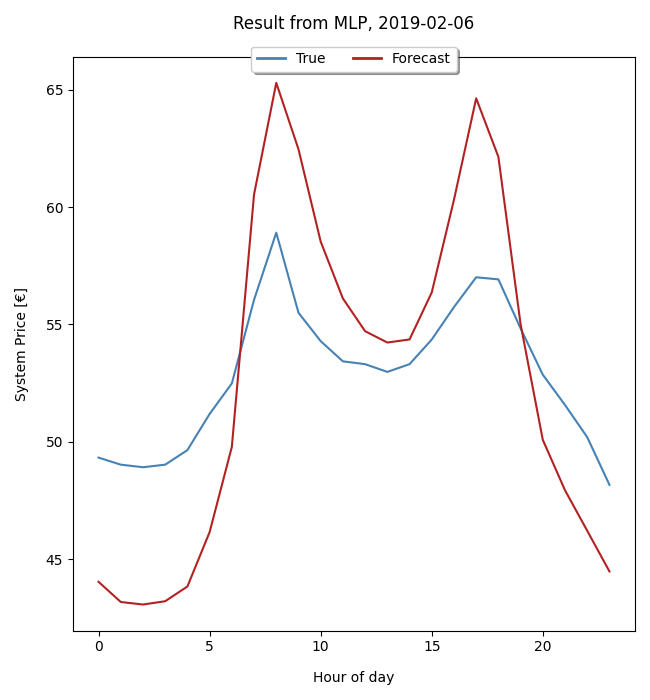 Result from MLP, 2019-02-06
True Forecast
65
60
55
50
45
System Price [€]
0 5 10 15 20
Hour of day